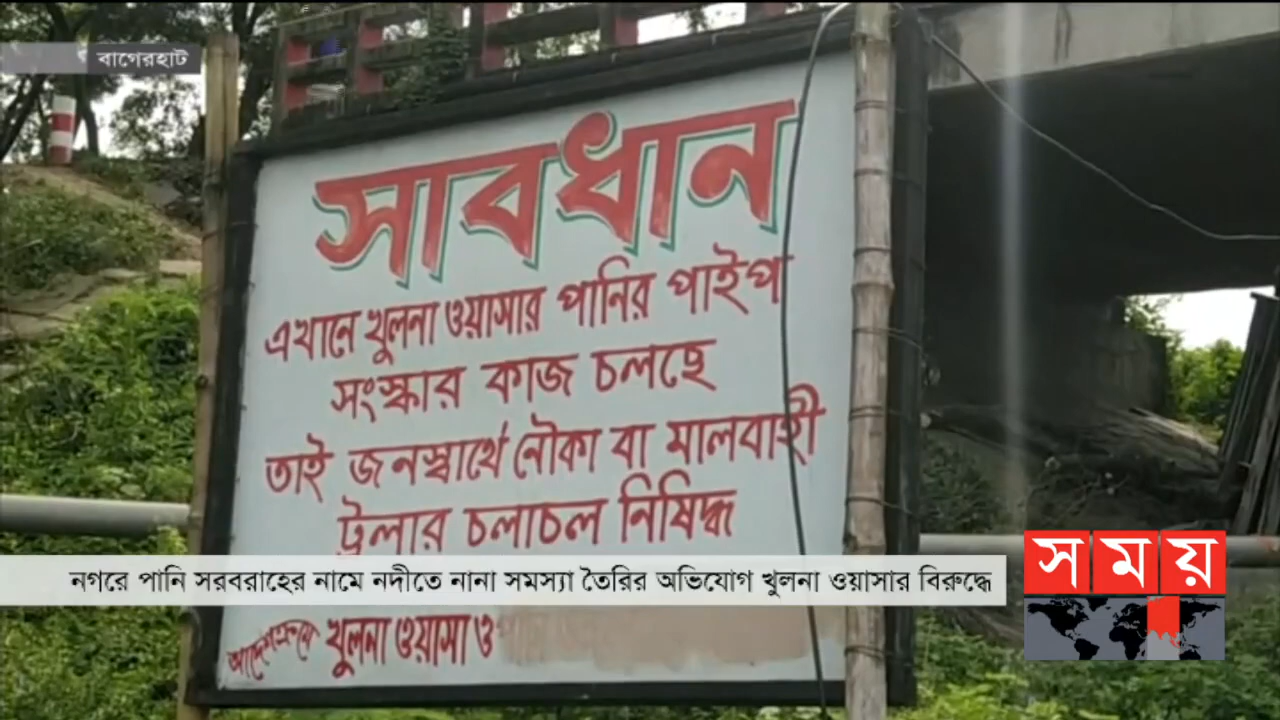 বাগেরহাট
সাবধান
এখানে খুলনা ওয়াসার পানির পাইপ
সংস্কার কাজ চলছে
তাই জনস্বার্থে নৌকা বা মালবাহী
ট্রলার চলাচল নিষিদ্ধ
নগরে পানি সরবরাহের নামে নদীতে নানা সমস্যা তৈরির অভিযোগ খুলনা ওয়াসার বিরুদ্ধে
সময়
আদেশক্রমে খুলনা ওয়াসা ও